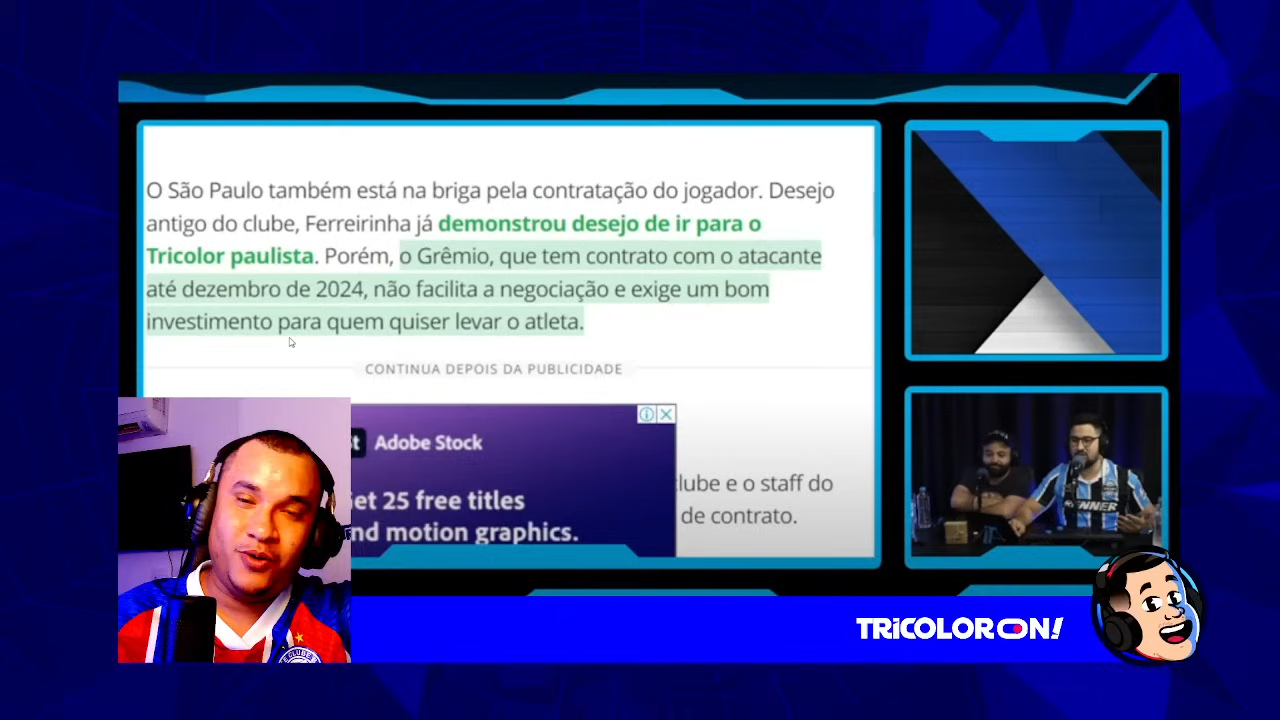 O São Paulo também está na briga pela contratação do jogador. Desejo
antigo do clube, Ferreirinha já demonstrou desejo de ir para o
Tricolor paulista. Porém, o Grêmio, que tem contrato com o atacante
até dezembro de 2024, não facilita a negociação e exige um bom
investimento para quem quiser levar o atleta.
CONTINUA DEPOIS DA PUBLICIDADE
Adobe Stock
25 free titles
motion graphics.
clube e o staff do
de contrato.
TRICOLOR ON!